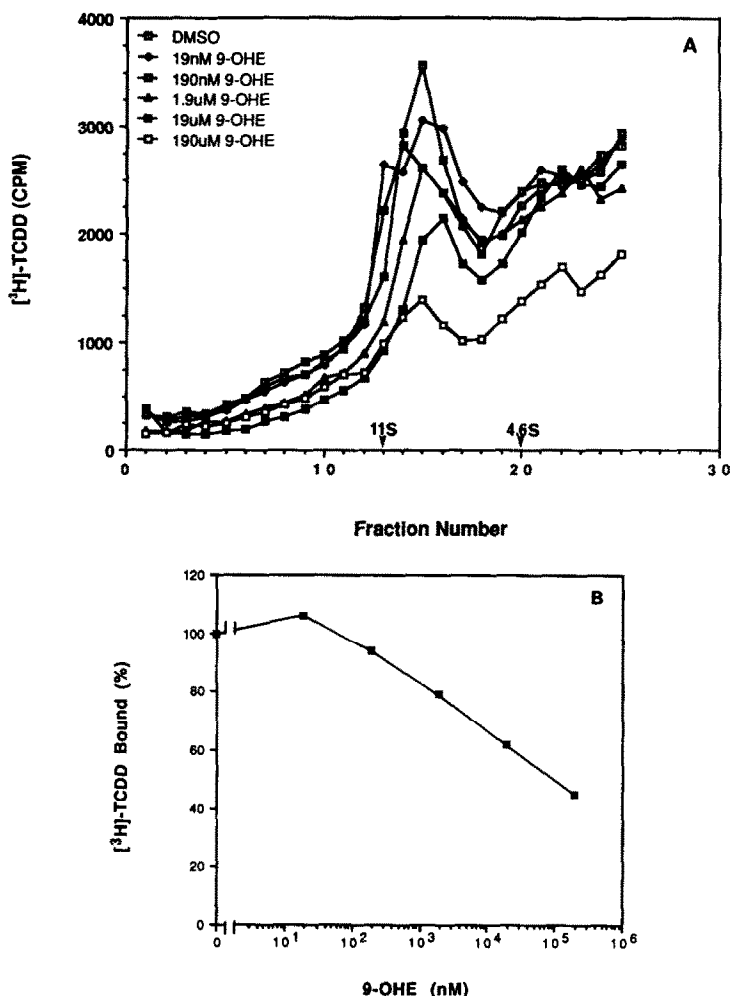 4000
3000
2000
1000
0
[³H]-TCDD (CPM)
DMSO
19nM 9-OHE
190nM 9-OHE
1.9uM 9-OHE
19uM 9-OHE
190uM 9-OHE
A
11S
4.6S
0
10
20
30
Fraction Number
120
100
80
60
40
20
0
[³H]-TCDD Bound (%)
B
0
10¹
10²
10³
10⁴
10⁵
10⁶
9-OHE (nM)